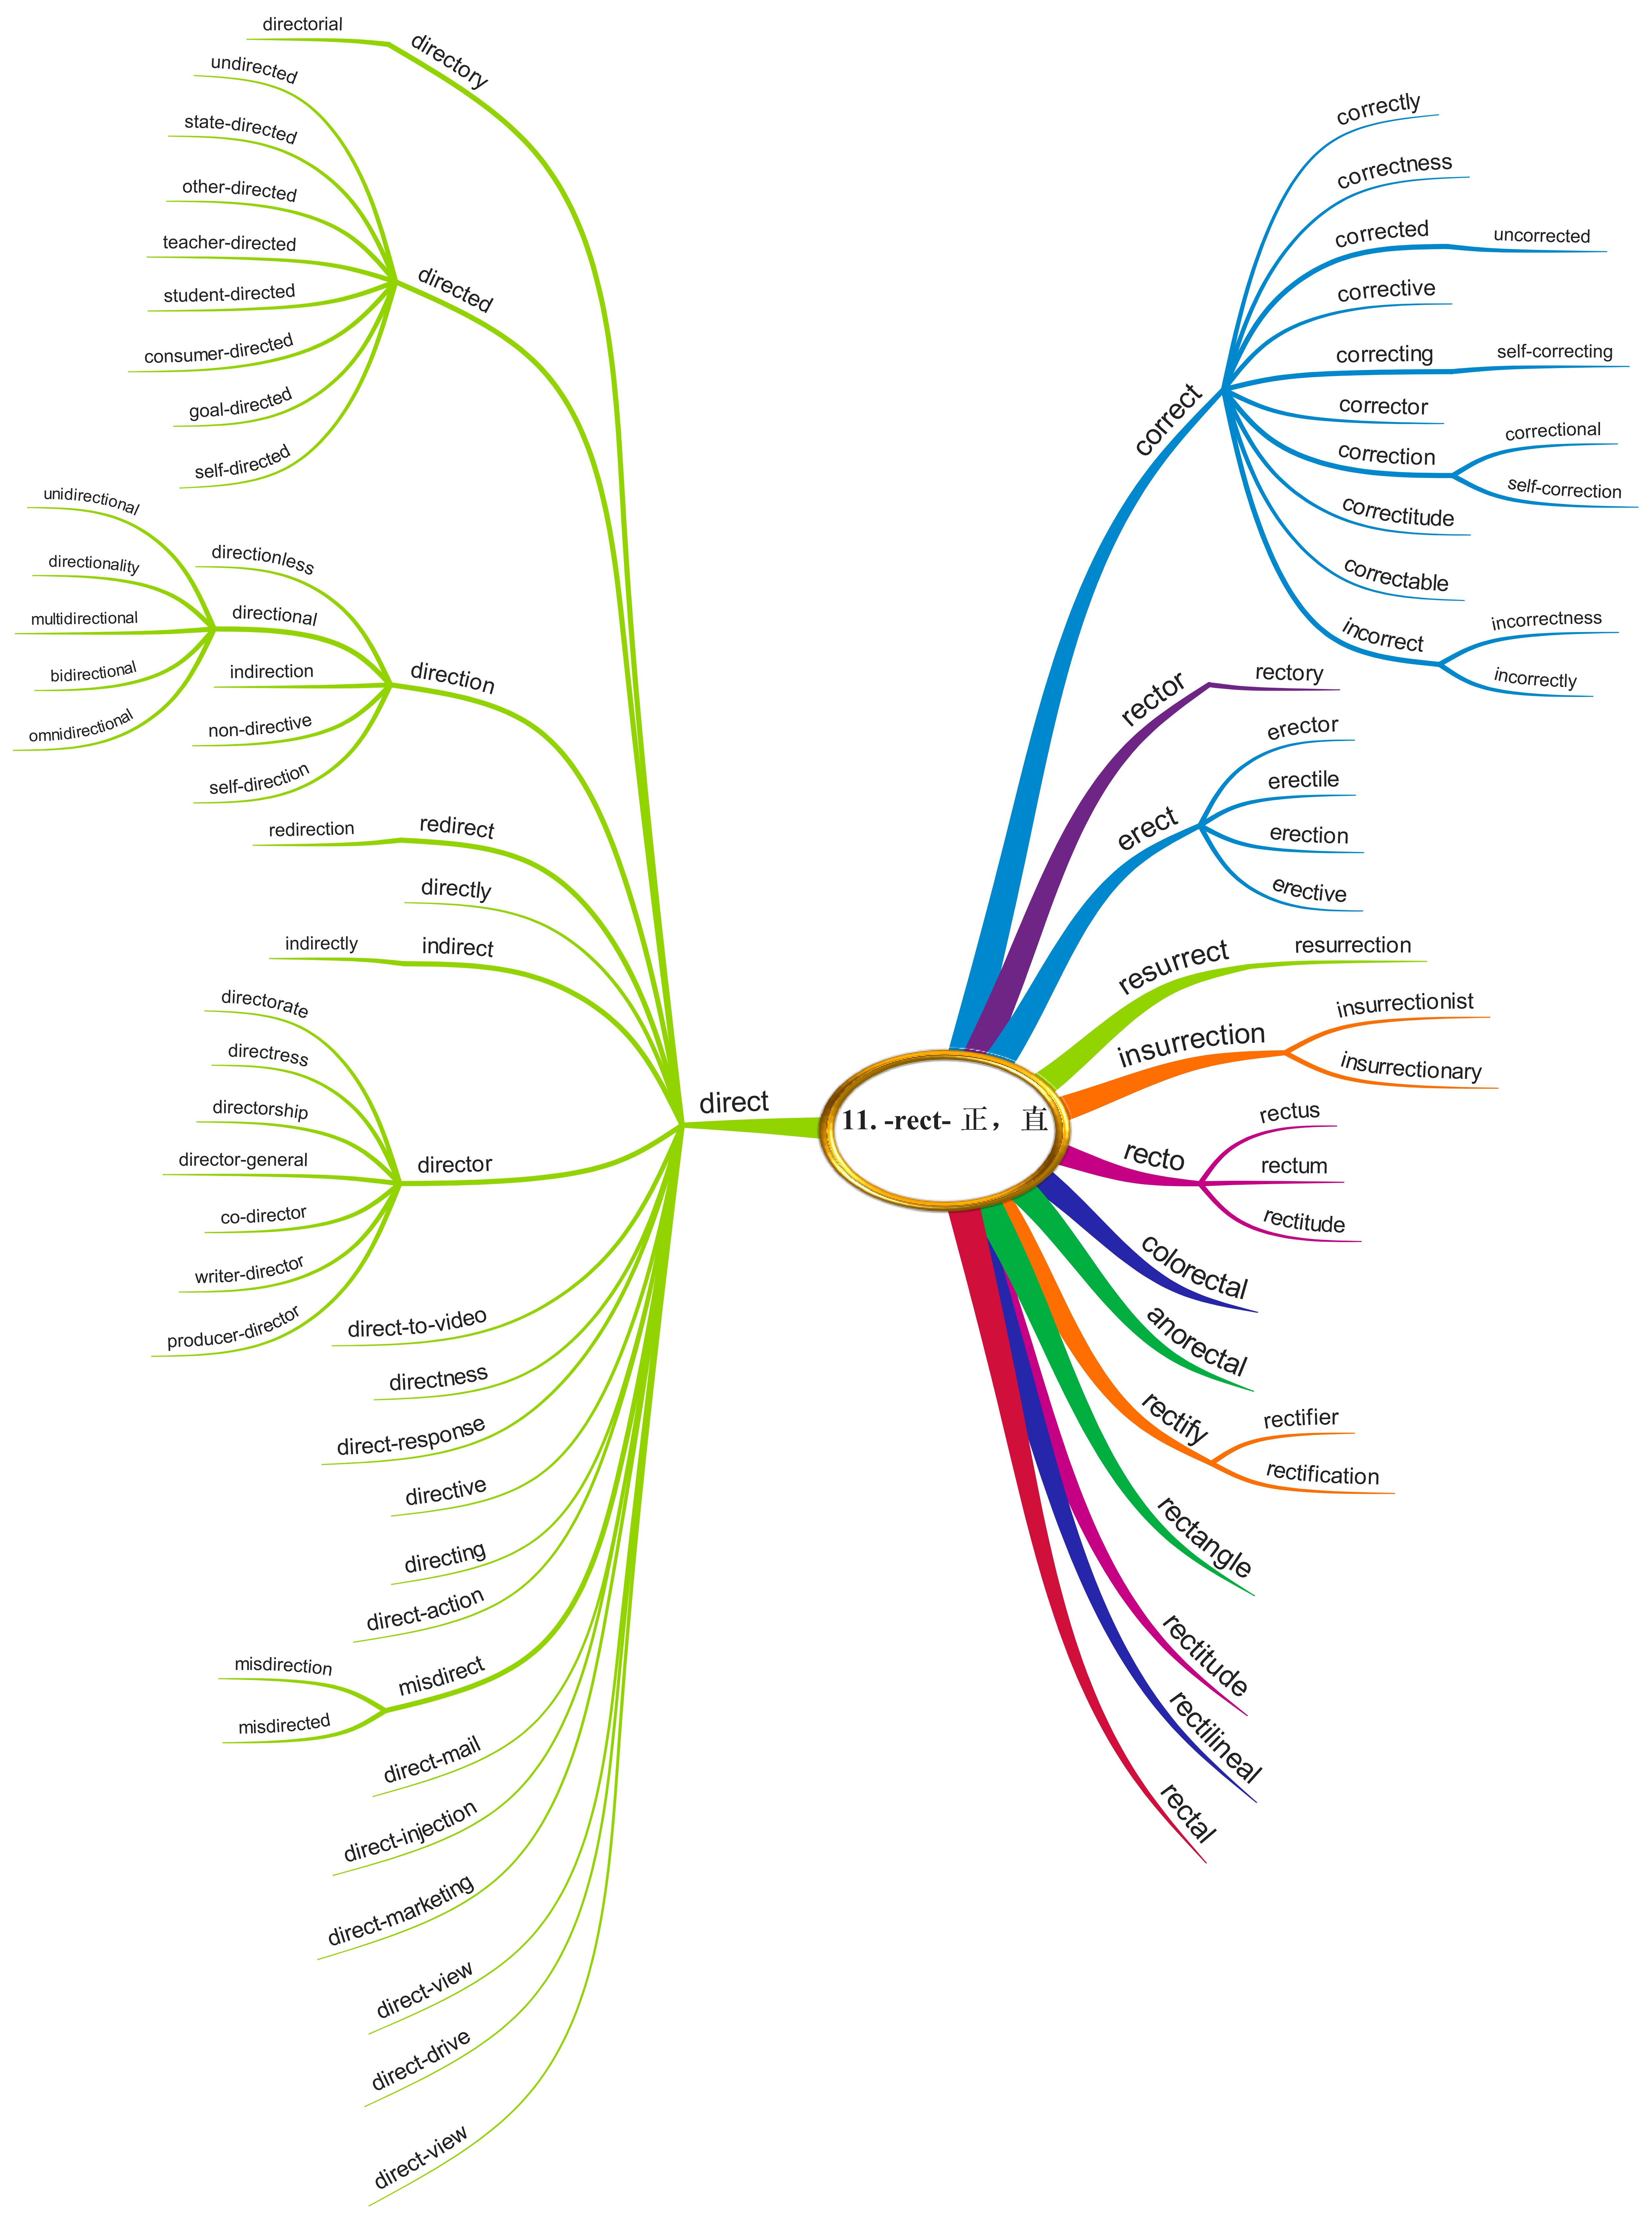 11. -rect- 正，直
correct
correctly
correctness
corrected
uncorrected
corrective
correcting
self-correcting
corrector
correction
correctional
self-correction
correctitude
correctable
incorrect
incorrectness
incorrectly
rector
rectory
erect
erector
erectile
erection
erective
resurrect
resurrection
insurrection
insurrectionist
insurrectionary
recto
rectus
rectum
rectitude
colorectal
anorectal
rectify
rectifier
rectification
rectangle
rectitude
rectilineal
rectal
direct
directory
directorial
directed
undirected
state-directed
other-directed
teacher-directed
student-directed
consumer-directed
goal-directed
self-directed
direction
directionless
directional
unidirectional
directionality
multidirectional
bidirectional
omnidirectional
indirection
non-directive
self-direction
redirect
redirection
directly
indirect
indirectly
director
directorate
directress
directorship
director-general
co-director
writer-director
producer-director
direct-to-video
directness
direct-response
directive
directing
direct-action
misdirect
misdirection
misdirected
direct-mail
direct-injection
direct-marketing
direct-view
direct-drive
direct-view